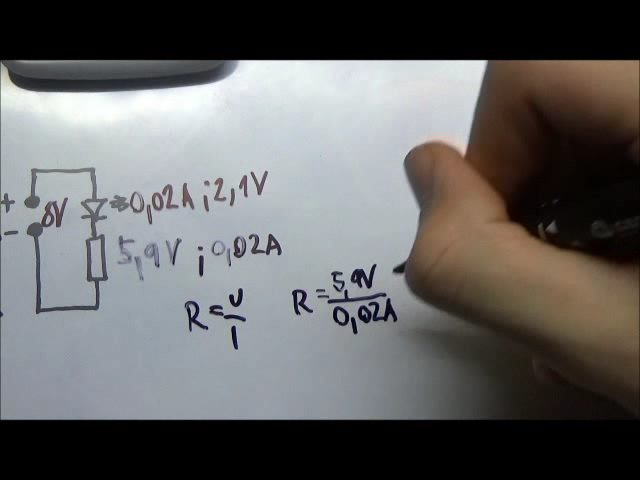 + 8V 0,02A ; 2,1V
- 5,9V ; 0,02A
R = U/I R = 5,9V/0,02A